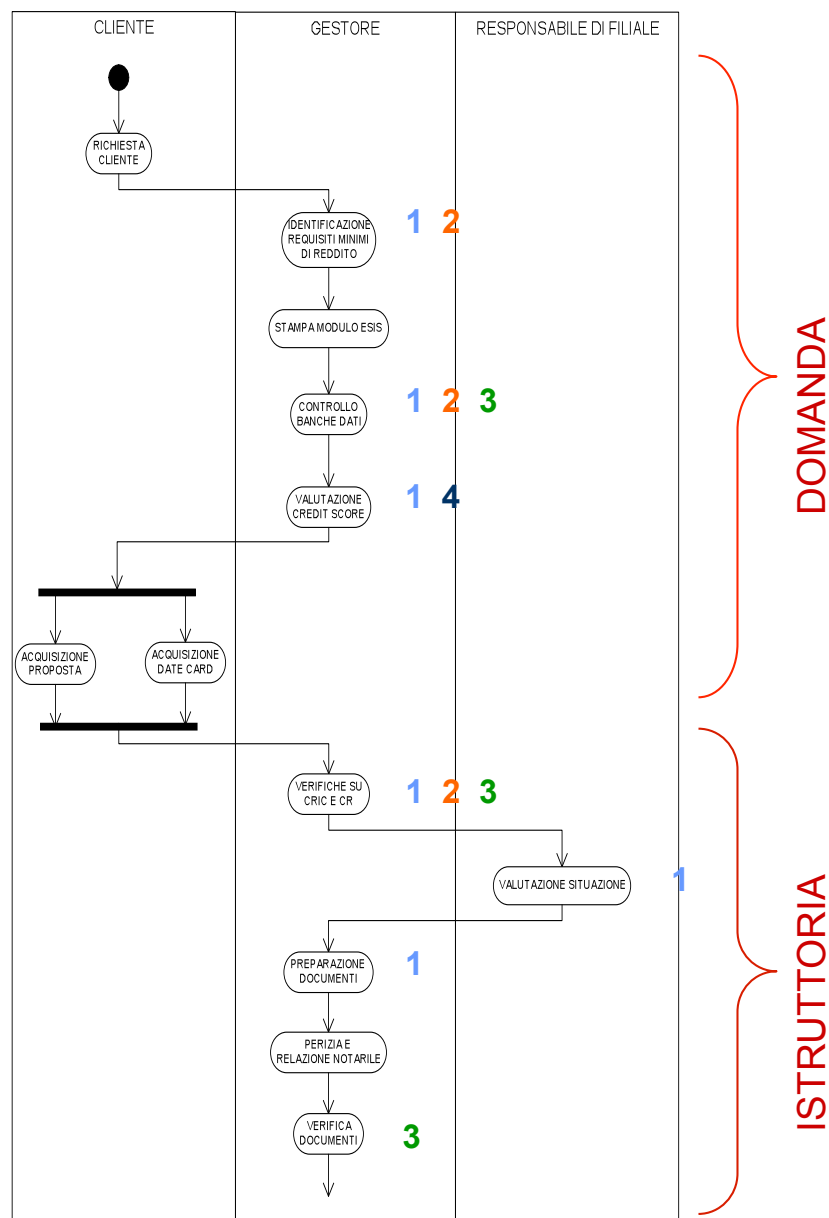 CLIENTE
GESTORE
RESPONSABILE DI FILIALE
RICHIESTA
CLIENTE
IDENTIFICAZIONE
REQUISITI MINIMI
DI REDDITO
1 2
STAMPA MODULO ESIS
CONTROLLO
BANCHE DATI
1 2 3
VALUTAZIONE
CREDIT SCORE
1 4
ACQUISIZIONE
PROPOSTA
ACQUISIZIONE
DATE CARD
DOMANDA
VERIFICHE SU
CRIC E CR
1 2 3
VALUTAZIONE SITUAZIONE
1
PREPARAZIONE
DOCUMENTI
1
PERIZIA E
RELAZIONE NOTARILE
VERIFICA
DOCUMENTI
3
ISTRUTTORIA